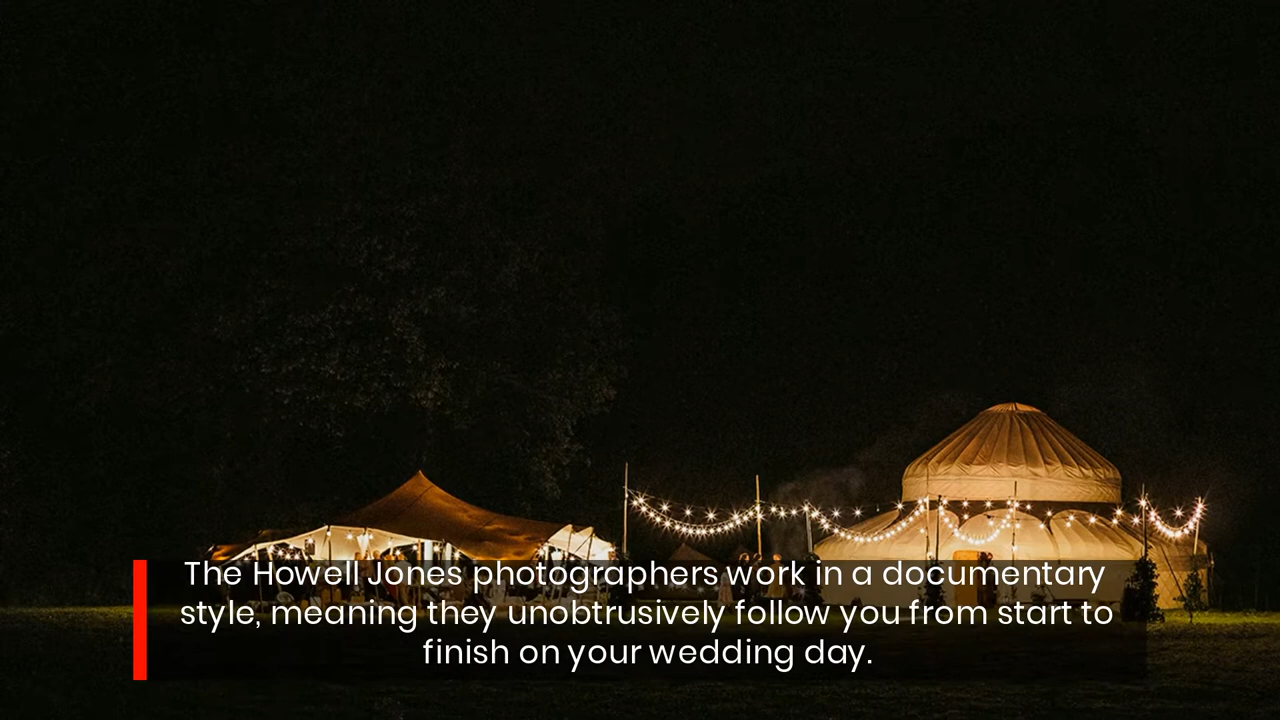 The Howell Jones photographers work in a documentary
style, meaning they unobtrusively follow you from start to
finish on your wedding day.